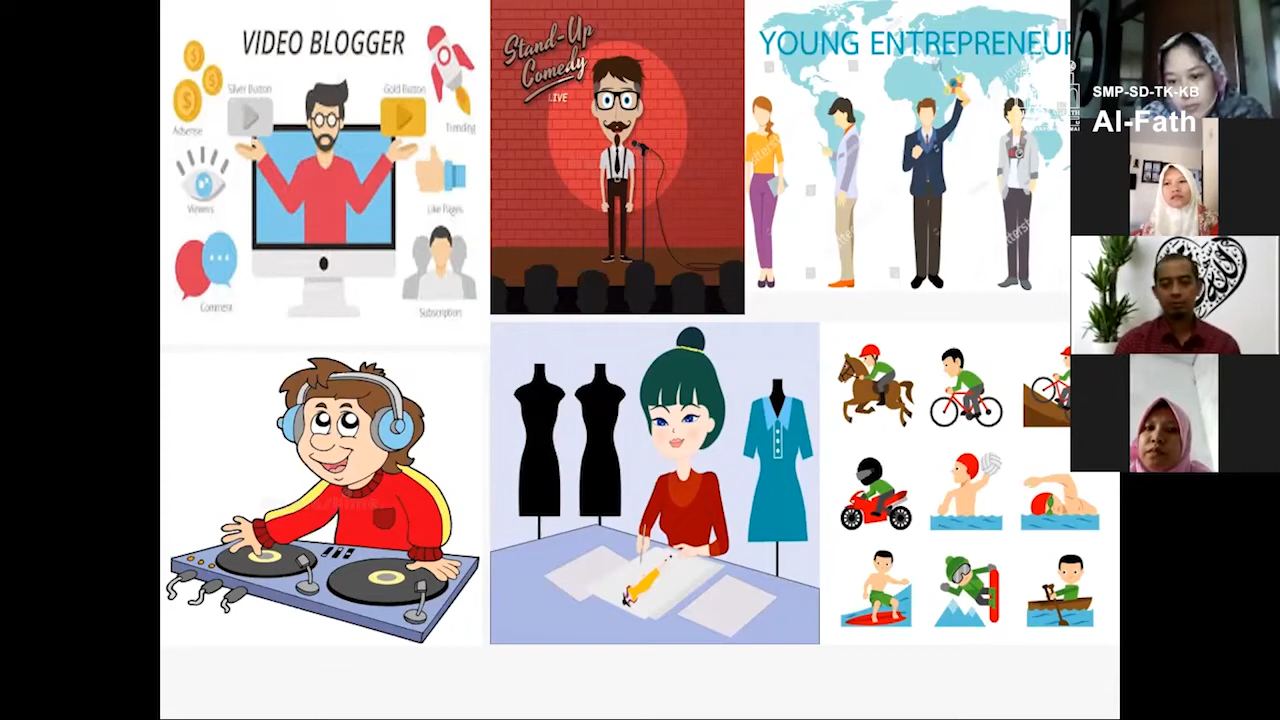 VIDEO BLOGGER
Silver Button
Gold Button
Adsense
Trending
Viewers
Like Pages
Comment
Subscription
Stand-Up
Comedy
LIVE
YOUNG ENTREPRENEUR
SMP-SD-TK-KB
Al-Fath